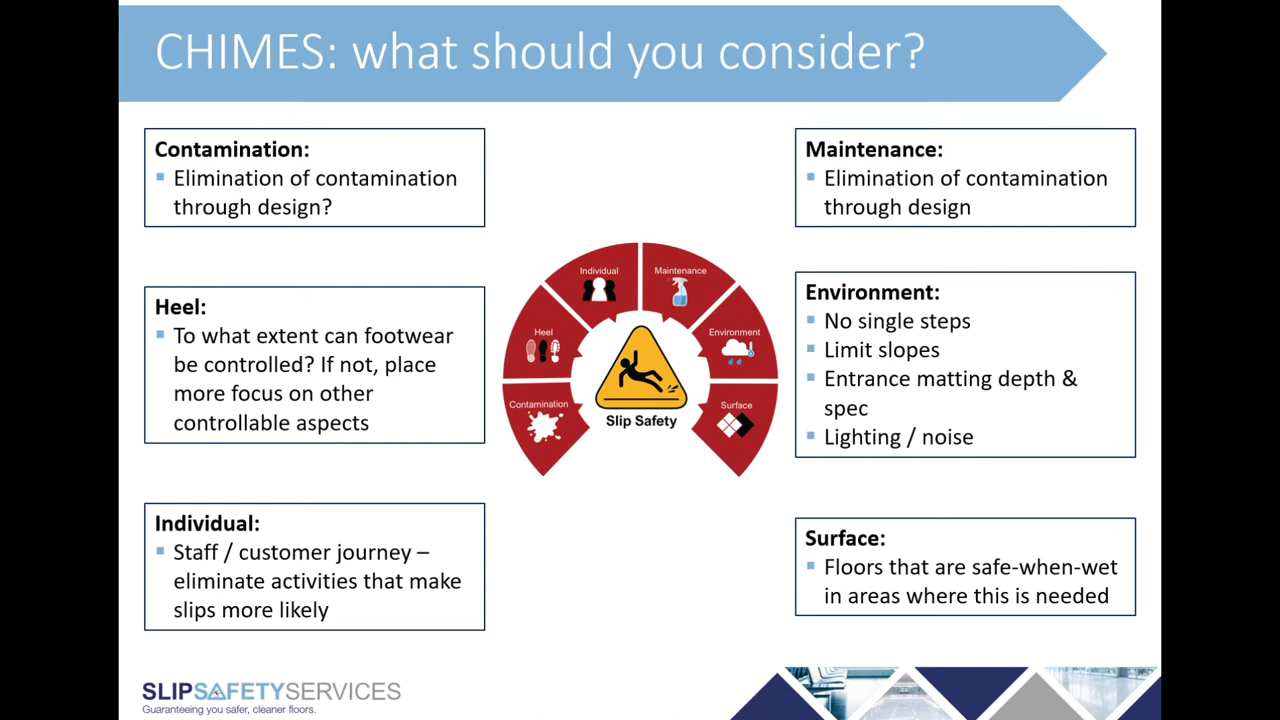 CHIMES: what should you consider?
Contamination:
▪ Elimination of contamination
through design?
Heel:
▪ To what extent can footwear
be controlled? If not, place
more focus on other
controllable aspects
Individual:
▪ Staff / customer journey –
eliminate activities that make
slips more likely
Individual
Maintenance
Heel
Environment
Contamination
Surface
Slip Safety
Maintenance:
▪ Elimination of contamination
through design
Environment:
▪ No single steps
▪ Limit slopes
▪ Entrance matting depth &
spec
▪ Lighting / noise
Surface:
▪ Floors that are safe-when-wet
in areas where this is needed
SLIPSAFETYSERVICES
Guaranteeing you safer, cleaner floors.